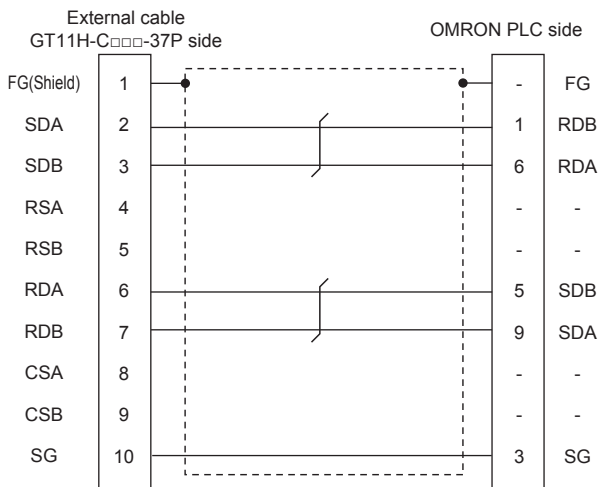 External cable
GT11H-C□□□-37P side
OMRON PLC side
FG(Shield) 1 - FG
SDA 2 1 RDB
SDB 3 6 RDA
RSA 4 - -
RSB 5 - -
RDA 6 5 SDB
RDB 7 9 SDA
CSA 8 - -
CSB 9 - -
SG 10 3 SG